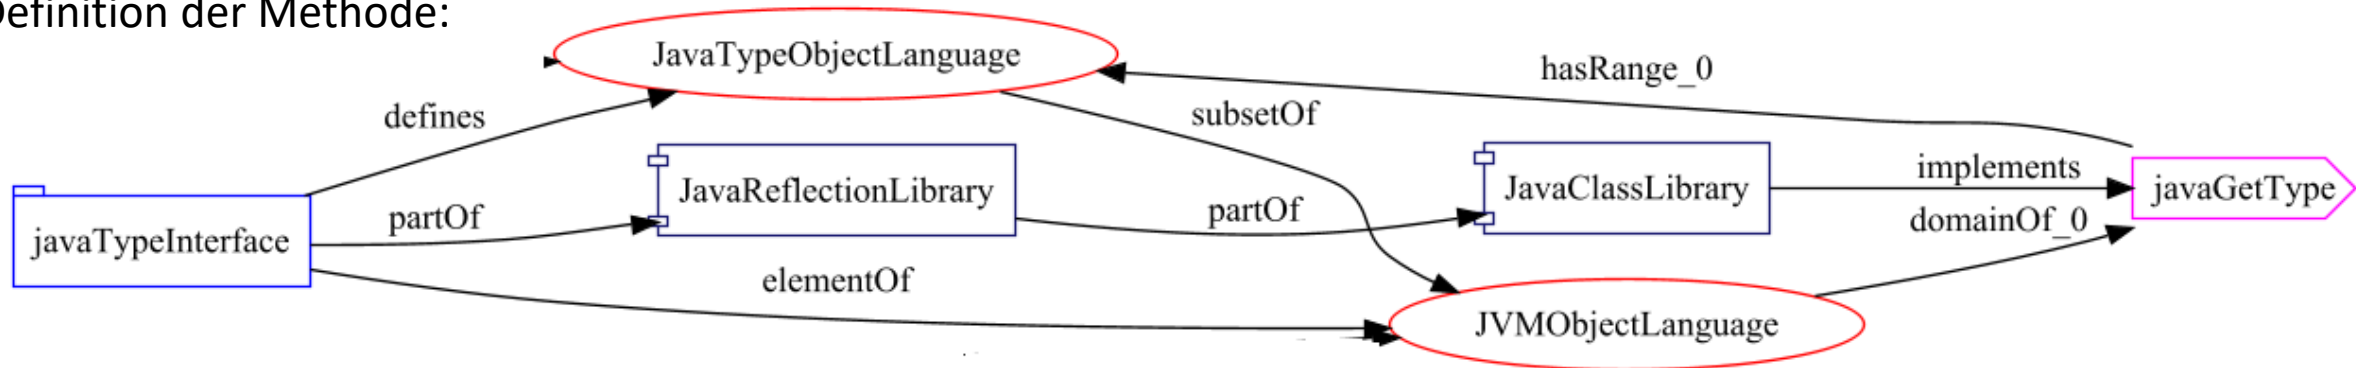 Definition der Methode:
JavaTypeObjectLanguage
hasRange_0
defines
subsetOf
JavaReflectionLibrary
JavaClassLibrary
implements
javaGetType
partOf
partOf
domainOf_0
javaTypeInterface
elementOf
JVMObjectLanguage